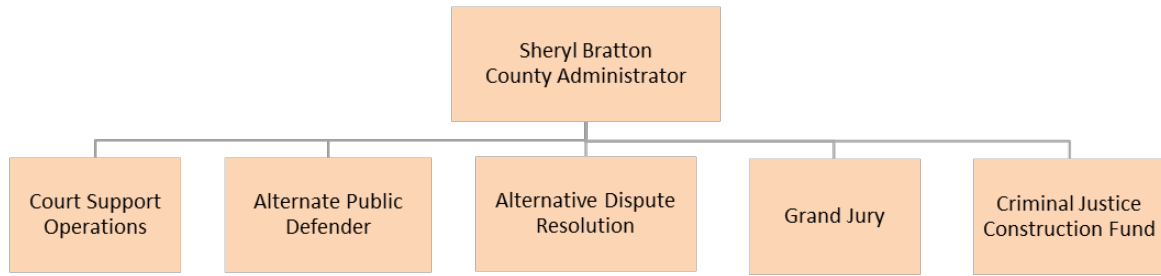 Sheryl Bratton
County Administrator
Court Support
Operations
Alternate Public
Defender
Alternative Dispute
Resolution
Grand Jury
Criminal Justice
Construction Fund